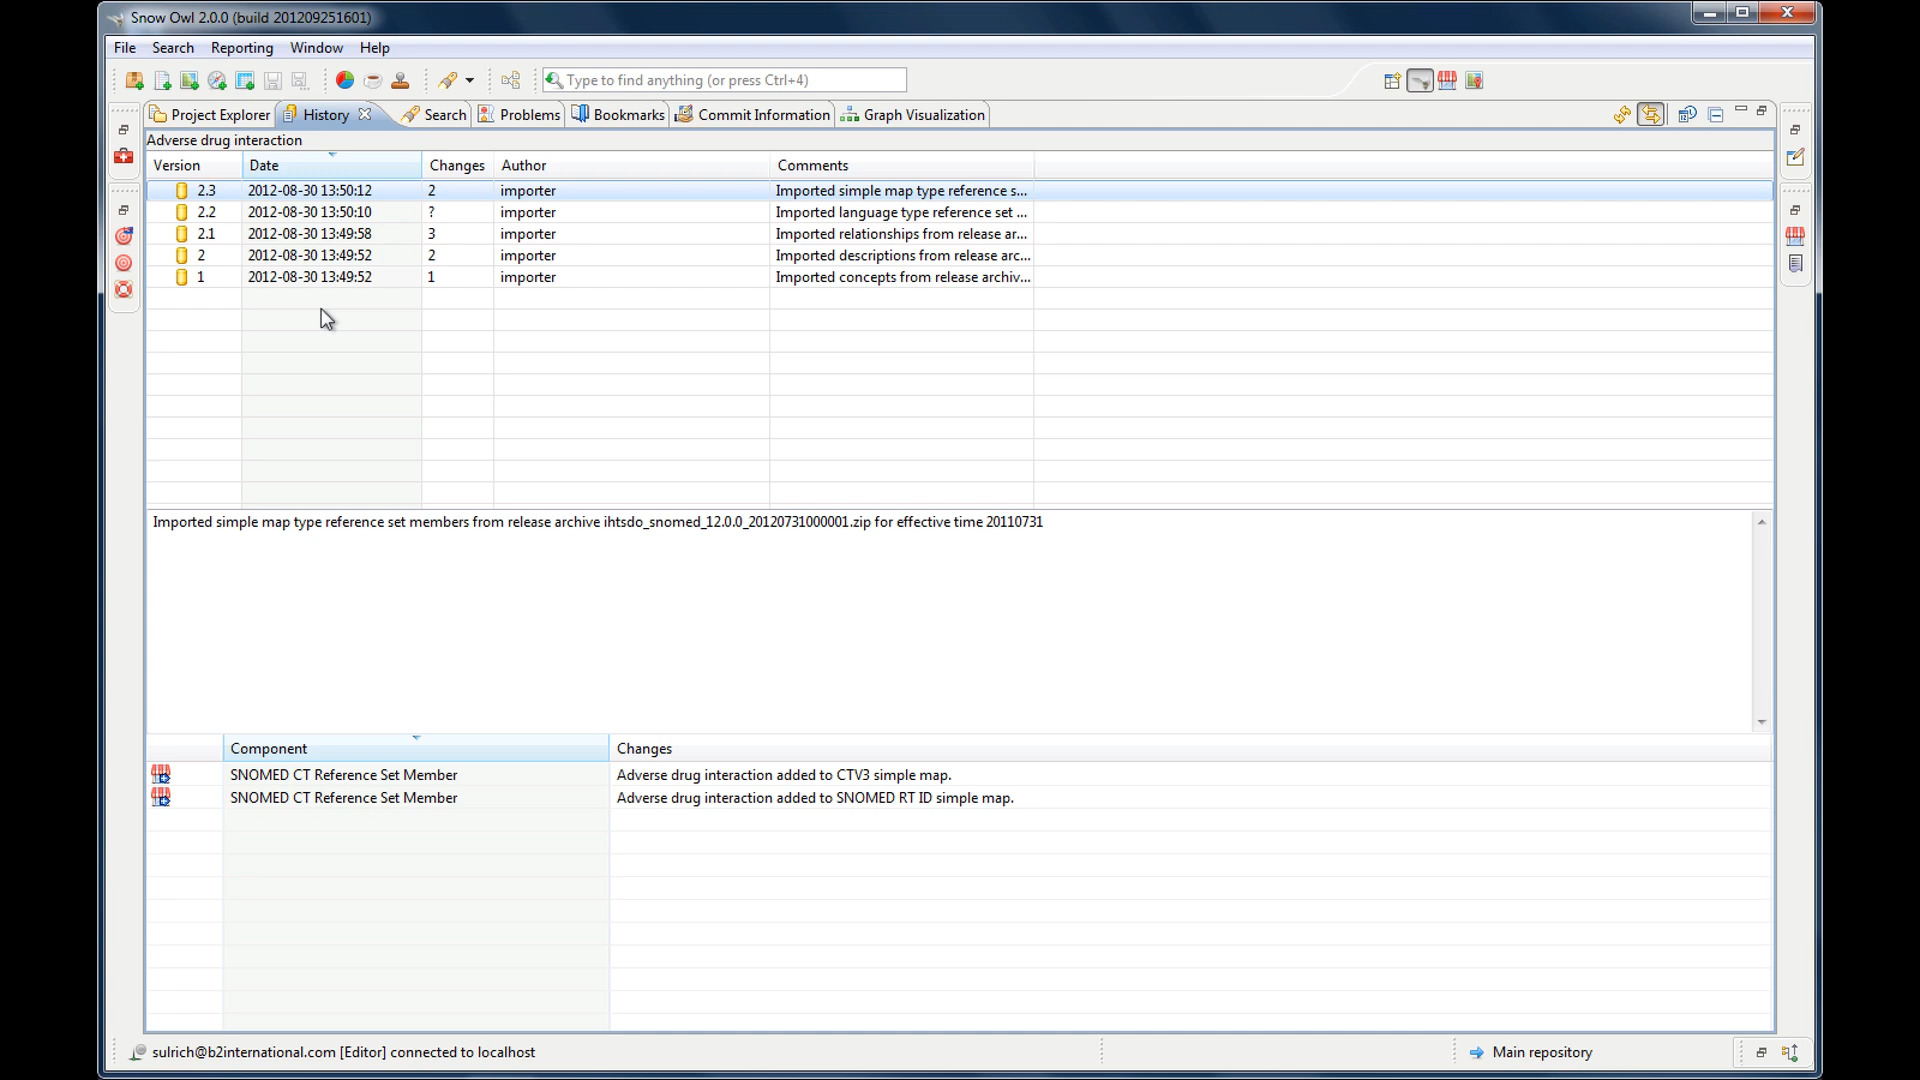 Snow Owl 2.0.0 (build 201209251601)
File Search Reporting Window Help
Type to find anything (or press Ctrl+4)
Project Explorer History Search Problems Bookmarks Commit Information Graph Visualization
Adverse drug interaction
Version Date Changes Author Comments
2.3 2012-08-30 13:50:12 2 importer Imported simple map type reference s...
2.2 2012-08-30 13:50:10 ? importer Imported language type reference set ...
2.1 2012-08-30 13:49:58 3 importer Imported relationships from release ar...
2 2012-08-30 13:49:52 2 importer Imported descriptions from release arc...
1 2012-08-30 13:49:52 1 importer Imported concepts from release archiv...
Imported simple map type reference set members from release archive ihtsdo_snomed_12.0.0_20120731000001.zip for effective time 20110731
Component Changes
SNOMED CT Reference Set Member Adverse drug interaction added to CTV3 simple map.
SNOMED CT Reference Set Member Adverse drug interaction added to SNOMED RT ID simple map.
sulrich@b2international.com [Editor] connected to localhost Main repository